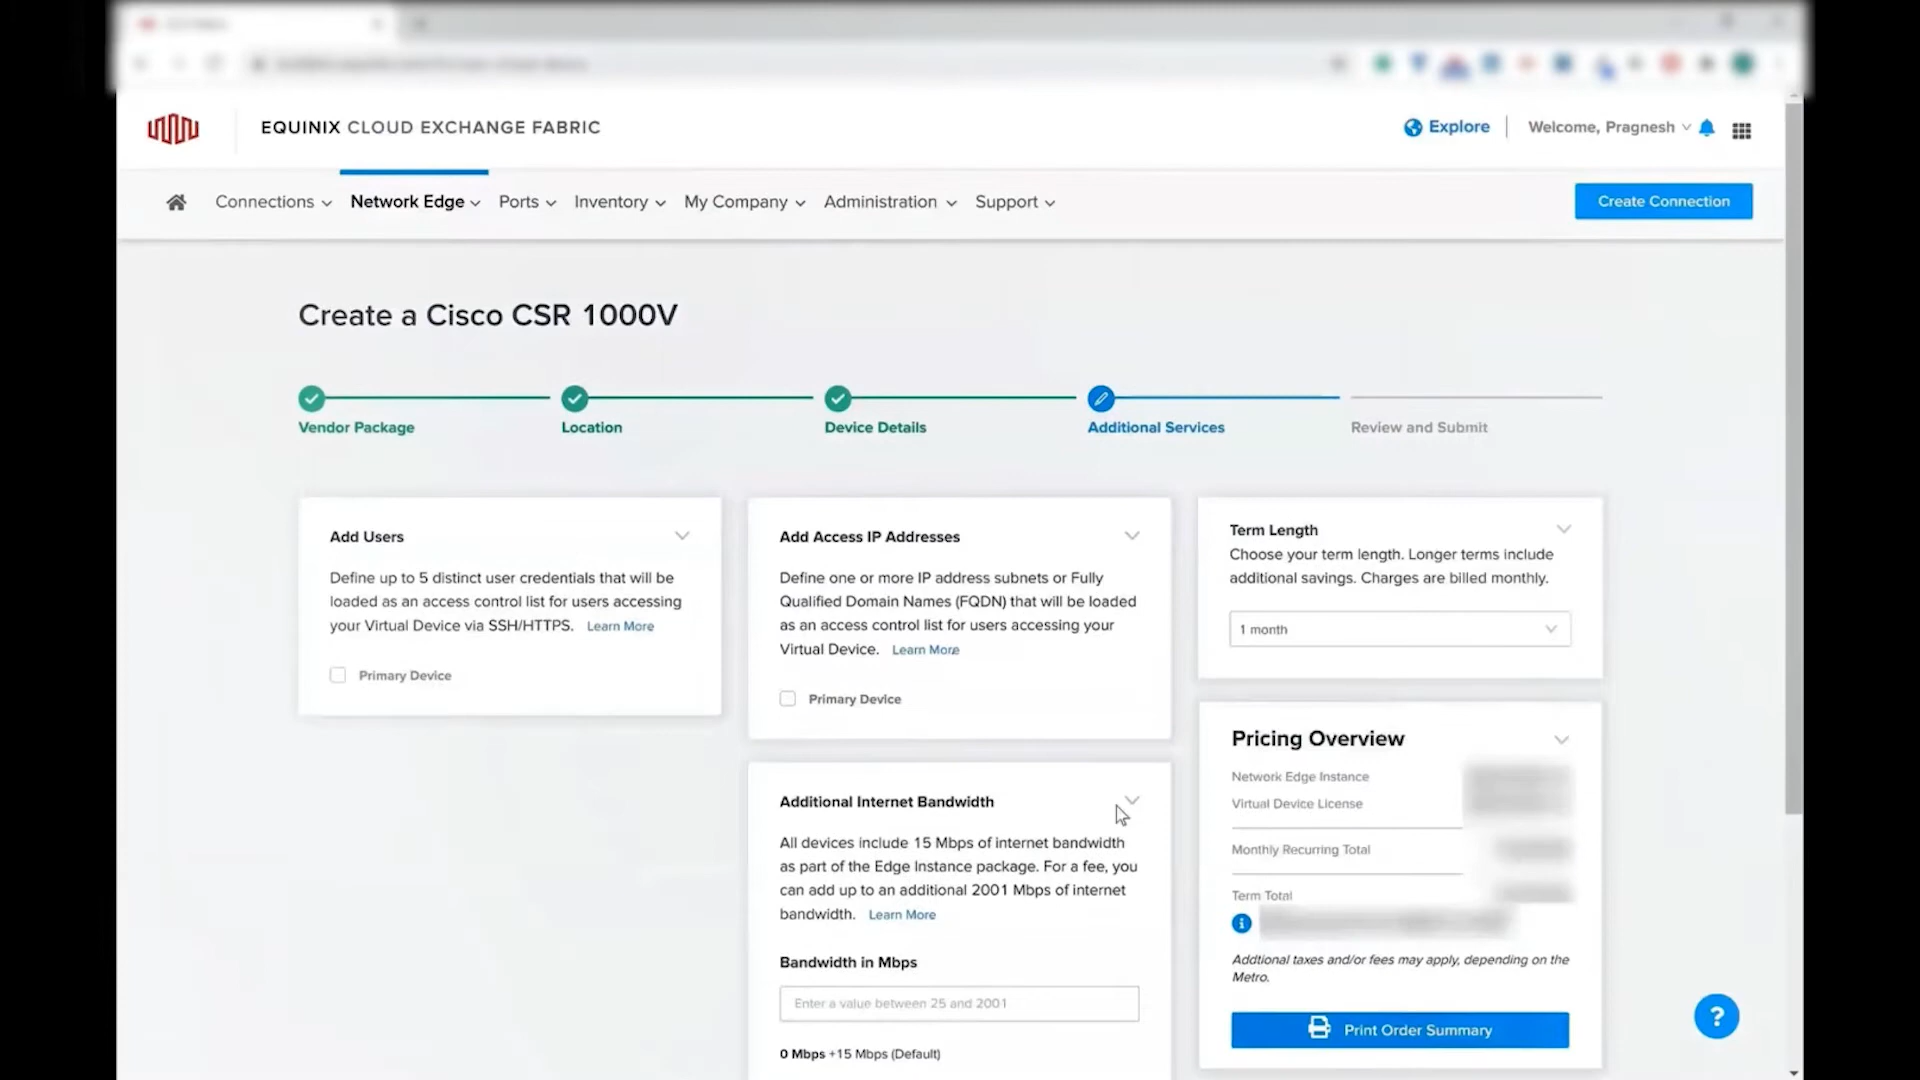 EQUINIX CLOUD EXCHANGE FABRIC
Explore
Welcome, Pragnesh
Connections
Network Edge
Ports
Inventory
My Company
Administration
Support
Create Connection
Create a Cisco CSR 1000V
Vendor Package
Location
Device Details
Additional Services
Review and Submit
Add Users
Define up to 5 distinct user credentials that will be
loaded as an access control list for users accessing
your Virtual Device via SSH/HTTPS. Learn More
Primary Device
Add Access IP Addresses
Define one or more IP address subnets or Fully
Qualified Domain Names (FQDN) that will be loaded
as an access control list for users accessing your
Virtual Device. Learn More
Primary Device
Additional Internet Bandwidth
All devices include 15 Mbps of internet bandwidth
as part of the Edge Instance package. For a fee, you
can add up to an additional 2001 Mbps of internet
bandwidth. Learn More
Bandwidth in Mbps
Enter a value between 25 and 2001
0 Mbps +15 Mbps (Default)
Term Length
Choose your term length. Longer terms include
additional savings. Charges are billed monthly.
1 month
Pricing Overview
Network Edge Instance
Virtual Device License
Monthly Recurring Total
Term Total
Addtional taxes and/or fees may apply, depending on the
Metro.
Print Order Summary
?